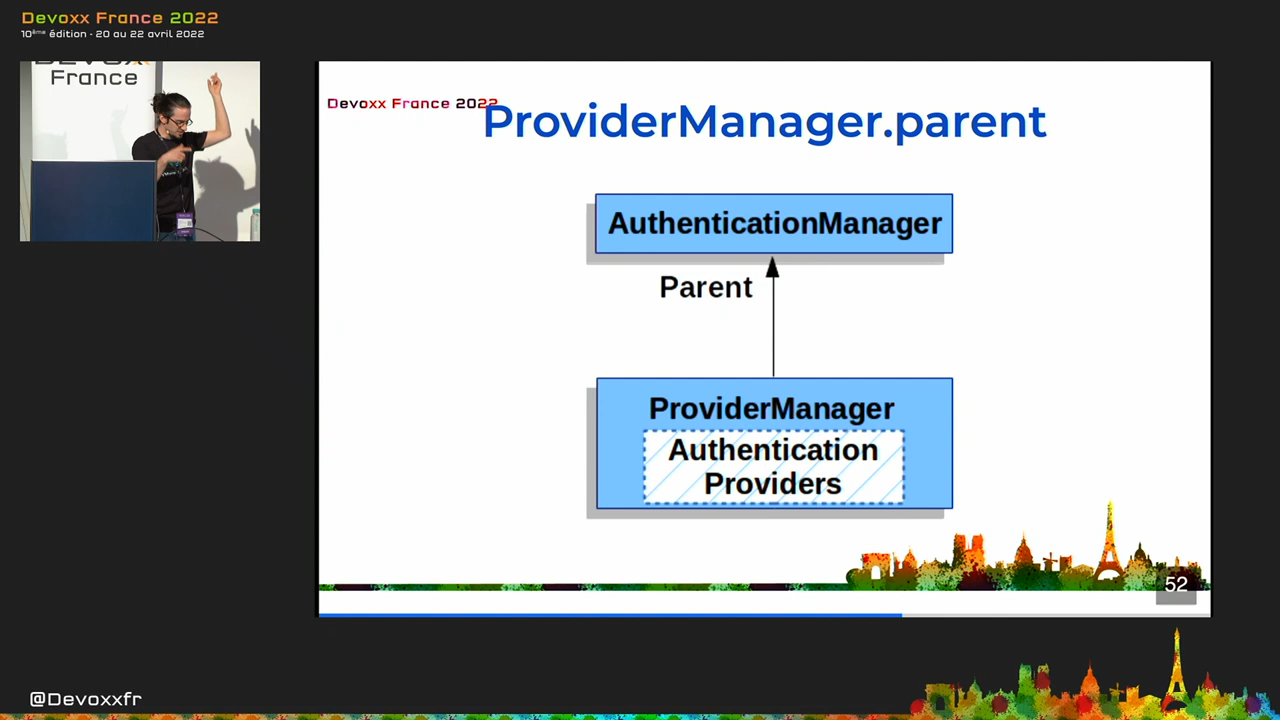 Devoxx France 2022
10ème édition - 20 au 22 avril 2022
France
Devoxx France 2022
ProviderManager.parent
AuthenticationManager
Parent
ProviderManager
Authentication
Providers
52
@Devoxxfr